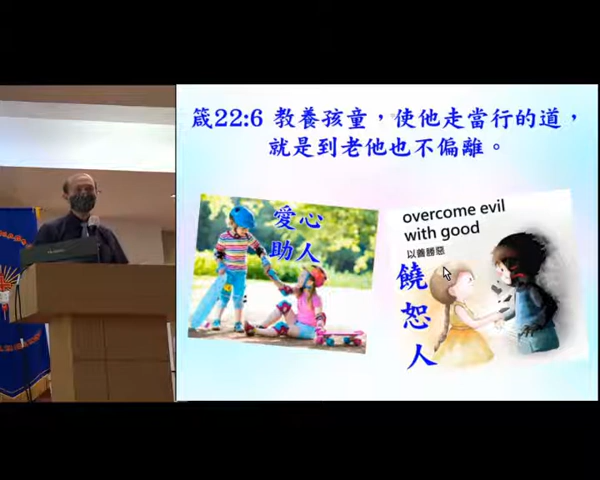 箴22:6 教養孩童，使他走當行的道，
就是到老他也不偏離。
愛心
助人
overcome evil
with good
以善勝惡
饒
恕
人